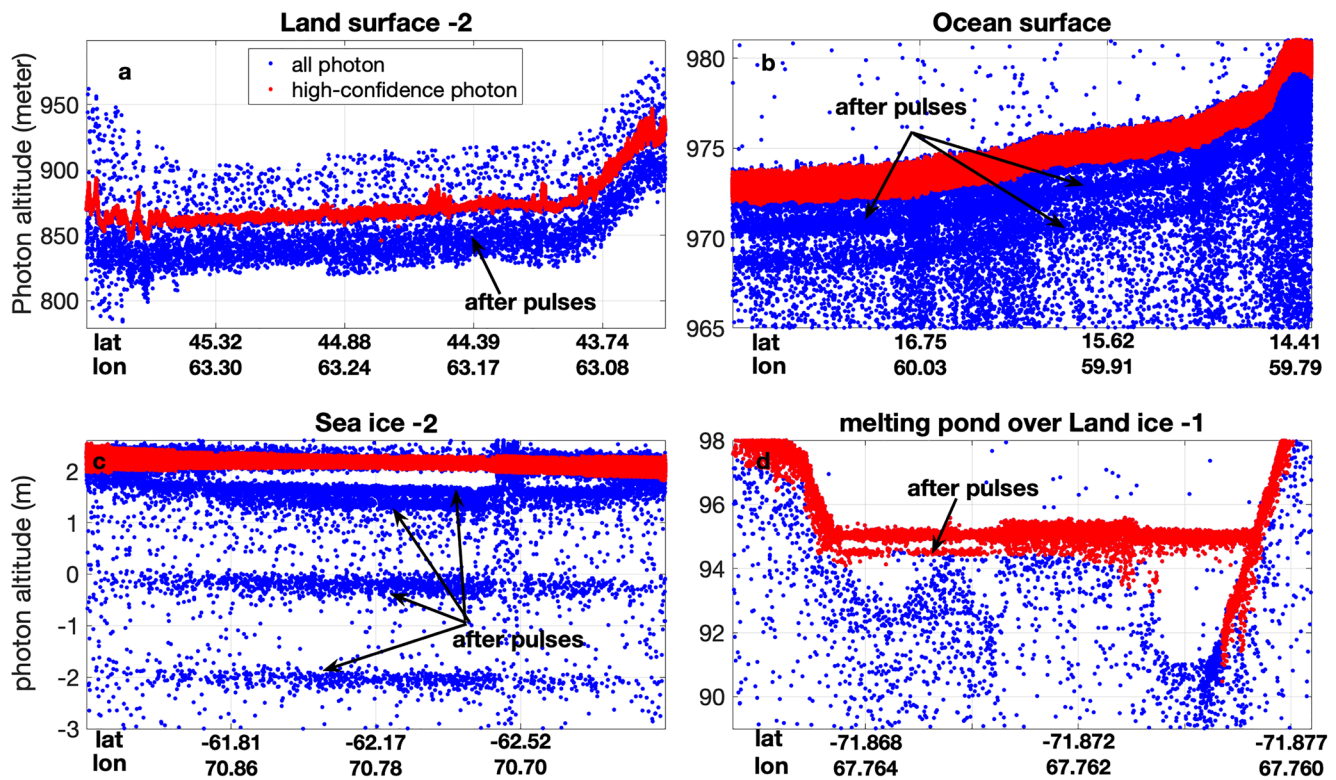 Land surface -2
Photon altitude (meter)
950
900
850
800
a
all photon
high-confidence photon
after pulses
lat 45.32 44.88 44.39 43.74
lon 63.30 63.24 63.17 63.08
Ocean surface
980
975
970
965
b
after pulses
lat 16.75 15.62 14.41
lon 60.03 59.91 59.79
Sea ice -2
photon altitude (m)
2
1
0
-1
-2
-3
c
after pulses
lat -61.81 -62.17 -62.52
lon 70.86 70.78 70.70
melting pond over Land ice -1
98
96
94
92
90
d
after pulses
lat -71.868 -71.872 -71.877
lon 67.764 67.762 67.760